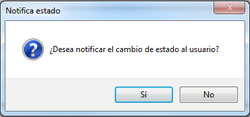 Notifica estado
¿Desea notificar el cambio de estado al usuario?
Sí
No